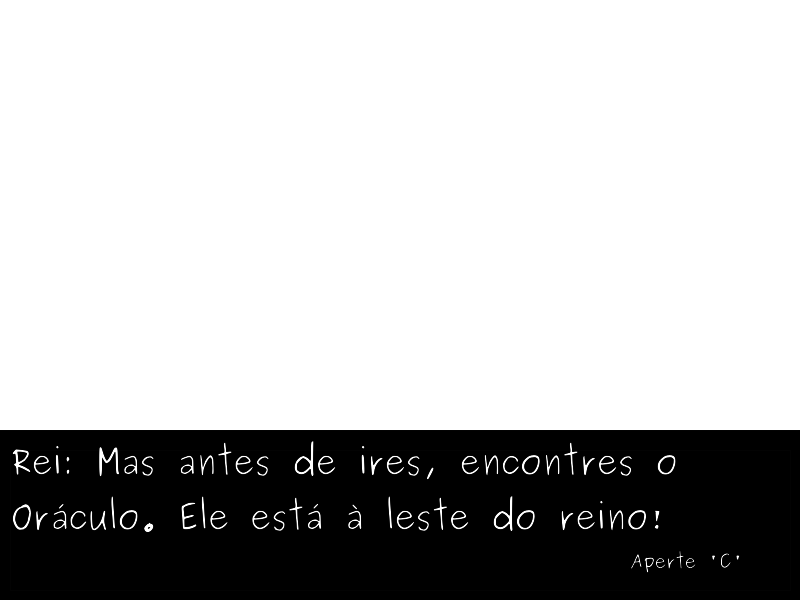 Rei: Mas antes de ires, encontres o
Oráculo. Ele está à leste do reino!
Aperte 'C'